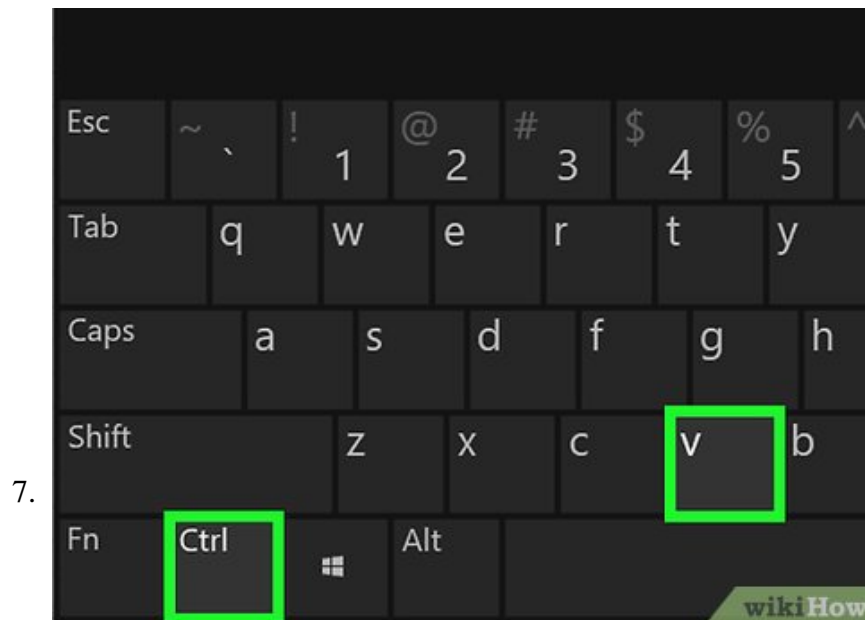 Esc ~ ` ! 1 @ 2 # 3 $ 4 % 5 ^
Tab q w e r t y
Caps a s d f g h
Shift z x c v b
7.
Fn Ctrl Alt
wikiHow